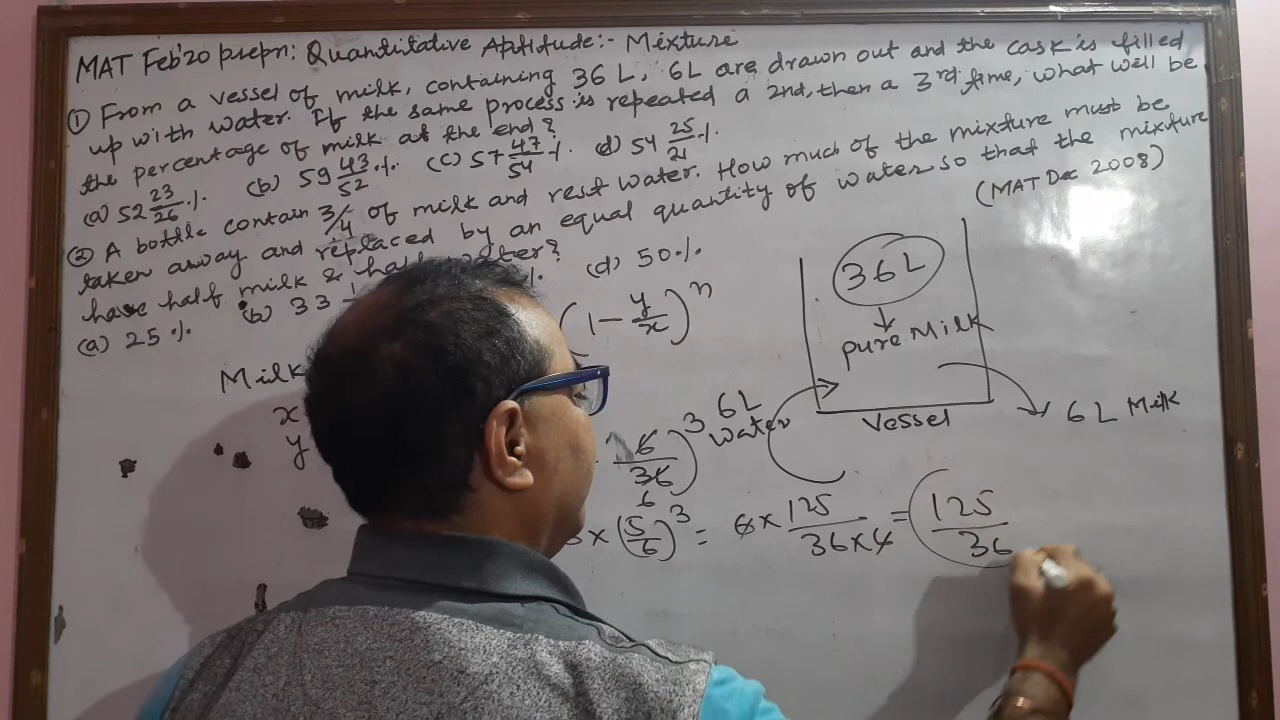 MAT Feb'20 prepn: Quantitative Aptitude:- Mixture
① From a vessel of milk, containing 36 L, 6L are drawn out and the cask is filled
up with water. If the same process is repeated a 2nd, then a 3rd time, what will be
the percentage of milk at the end?
(a) 52 23/26 %. (b) 59 43/52 %. (c) 57 47/54 %. (d) 54 25/21 %.
② A bottle contain 3/4 of milk and rest water. How much of the mixture must be
taken away and replaced by an equal quantity of water so that the mixture
have half milk & half water?
(MAT Dec 2008)
(a) 25 % (b) 33 %. (d) 50 %.
(1 - y/x)^n
36 L
pure Milk
Milk
x
y
6L
Water
Vessel
6 L Milk
6/36)^3
6
× (5/6)^3 = 6 × 125/36×6 = 125/36